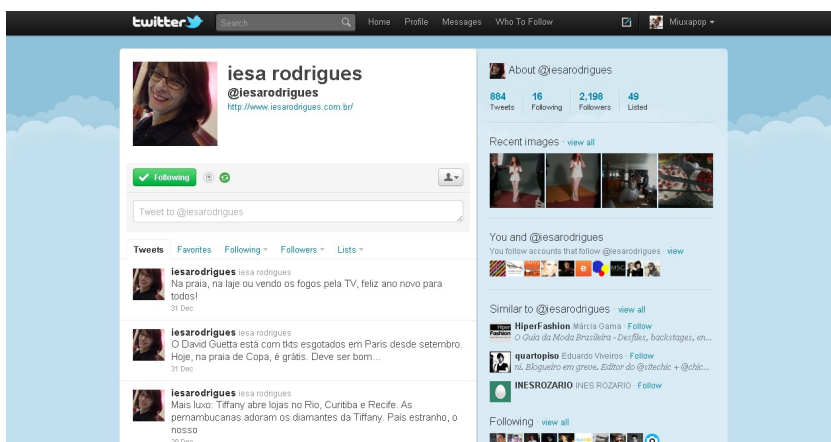 twitter
Search
Home Profile Messages Who To Follow
Miuxapop
iesa rodrigues
@iesarodrigues
http://www.iesarodrigues.com.br/
Following
Tweet to @iesarodrigues
Tweets Favorites Following Followers Lists
iesarodrigues iesa rodrigues
Na praia, na laje ou vendo os fogos pela TV, feliz ano novo para
todos!
31 Dec
iesarodrigues iesa rodrigues
O David Guetta está com tkts esgotados em Paris desde setembro.
Hoje, na praia de Copa, é grátis. Deve ser bom...
31 Dec
iesarodrigues iesa rodrigues
Mais luxo: Tiffany abre lojas no Rio, Curitiba e Recife. As
pernambucanas adoram os diamantes da Tiffany. País estranho, o
nosso
29 Dec
About @iesarodrigues
884 16 2,198 49
Tweets Following Followers Listed
Recent images · view all
You and @iesarodrigues
You follow accounts that follow @iesarodrigues · view
MSG
Similar to @iesarodrigues · view all
Hiper
Fashion
HiperFashion Márcia Gama · Follow
O Guia da Moda Brasileira - Desfiles, backstages, en...
quartopiso Eduardo Viveiros · Follow
ni. Blogueiro em greve. Editor do @sitechic + @chic...
INESROZARIO INES ROZARIO · Follow
Following · view all